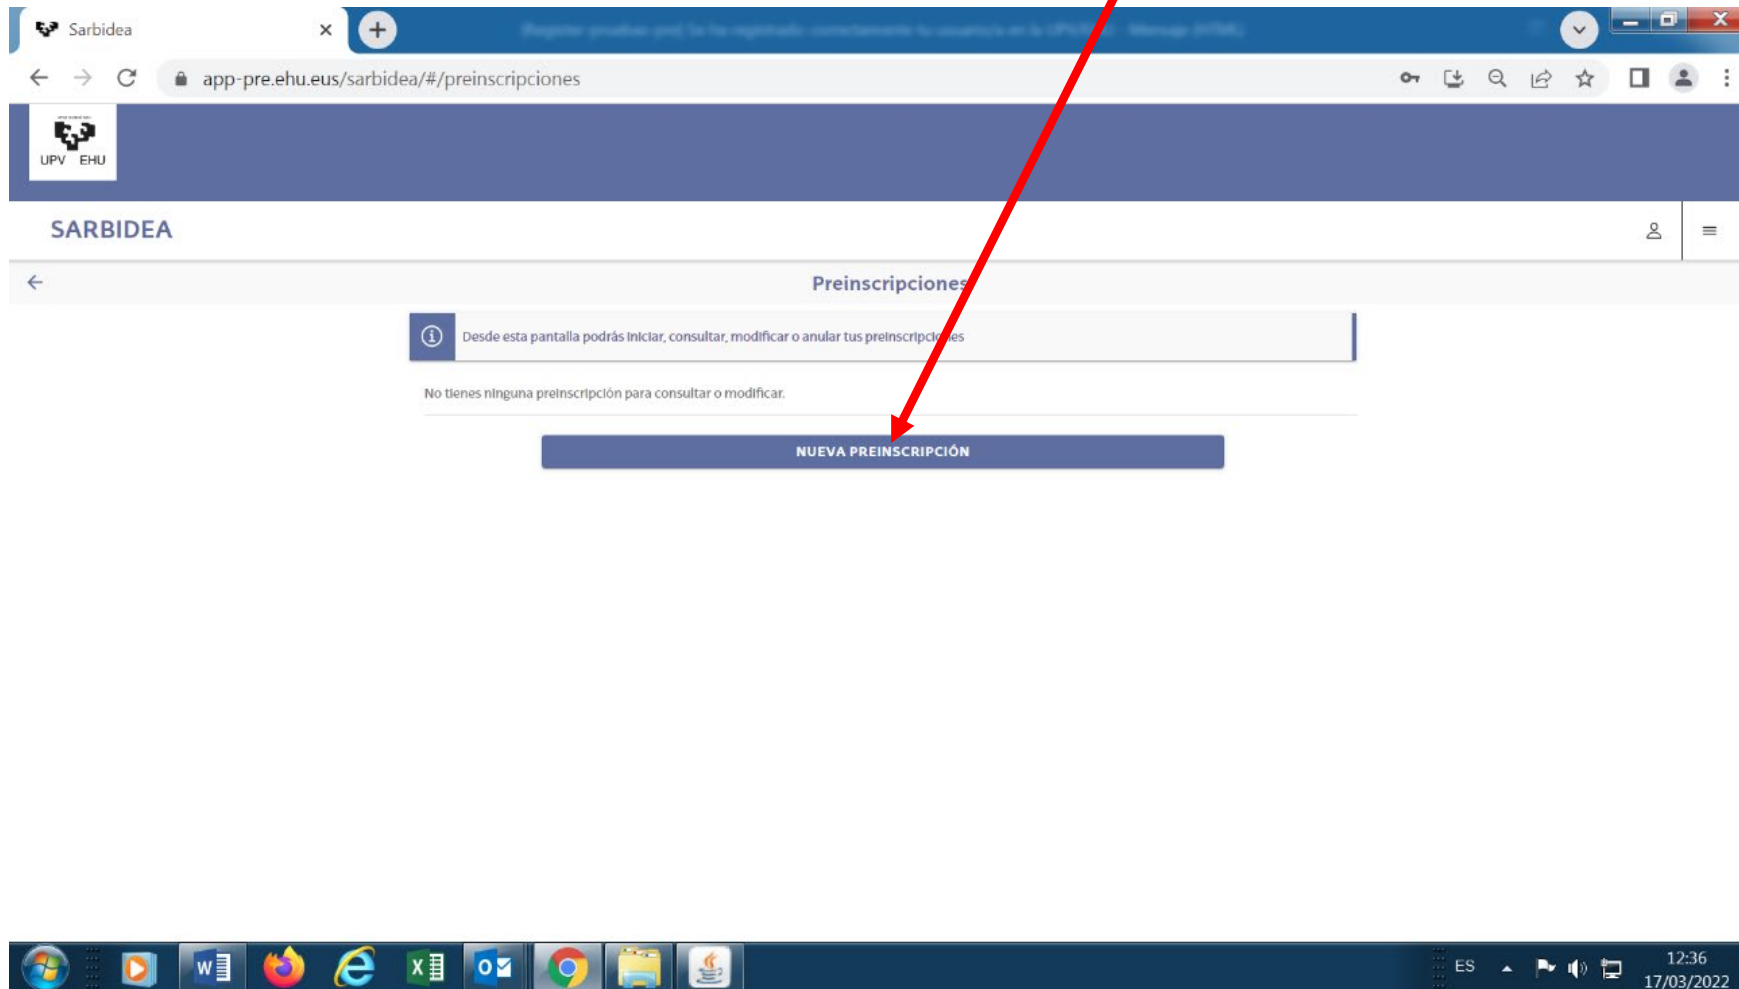 Sarbidea
app-pre.ehu.eus/sarbidea/#/preinscripciones
UPV EHU
SARBIDEA
Preinscripciones
Desde esta pantalla podrás iniciar, consultar, modificar o anular tus preinscripciones
No tienes ninguna preinscripción para consultar o modificar.
NUEVA PREINSCRIPCIÓN
ES
12:36
17/03/2022